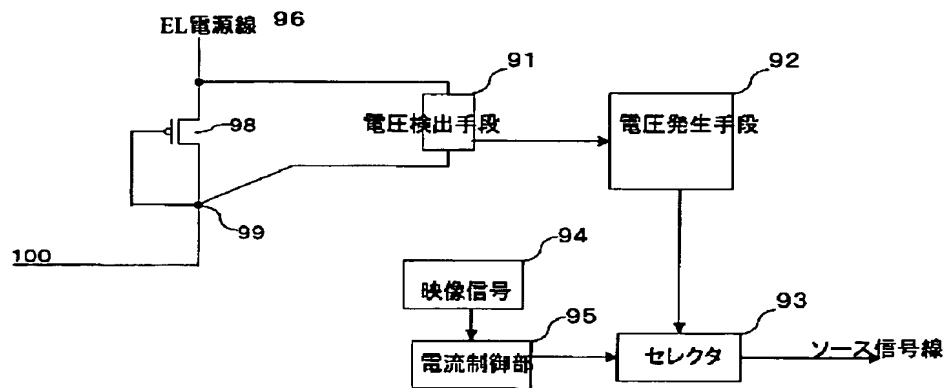 EL電源線 96
91
92
98
電圧検出手段
電圧発生手段
99
100
94
映像信号
95
93
電流制御部
セレクタ
ソース信号線